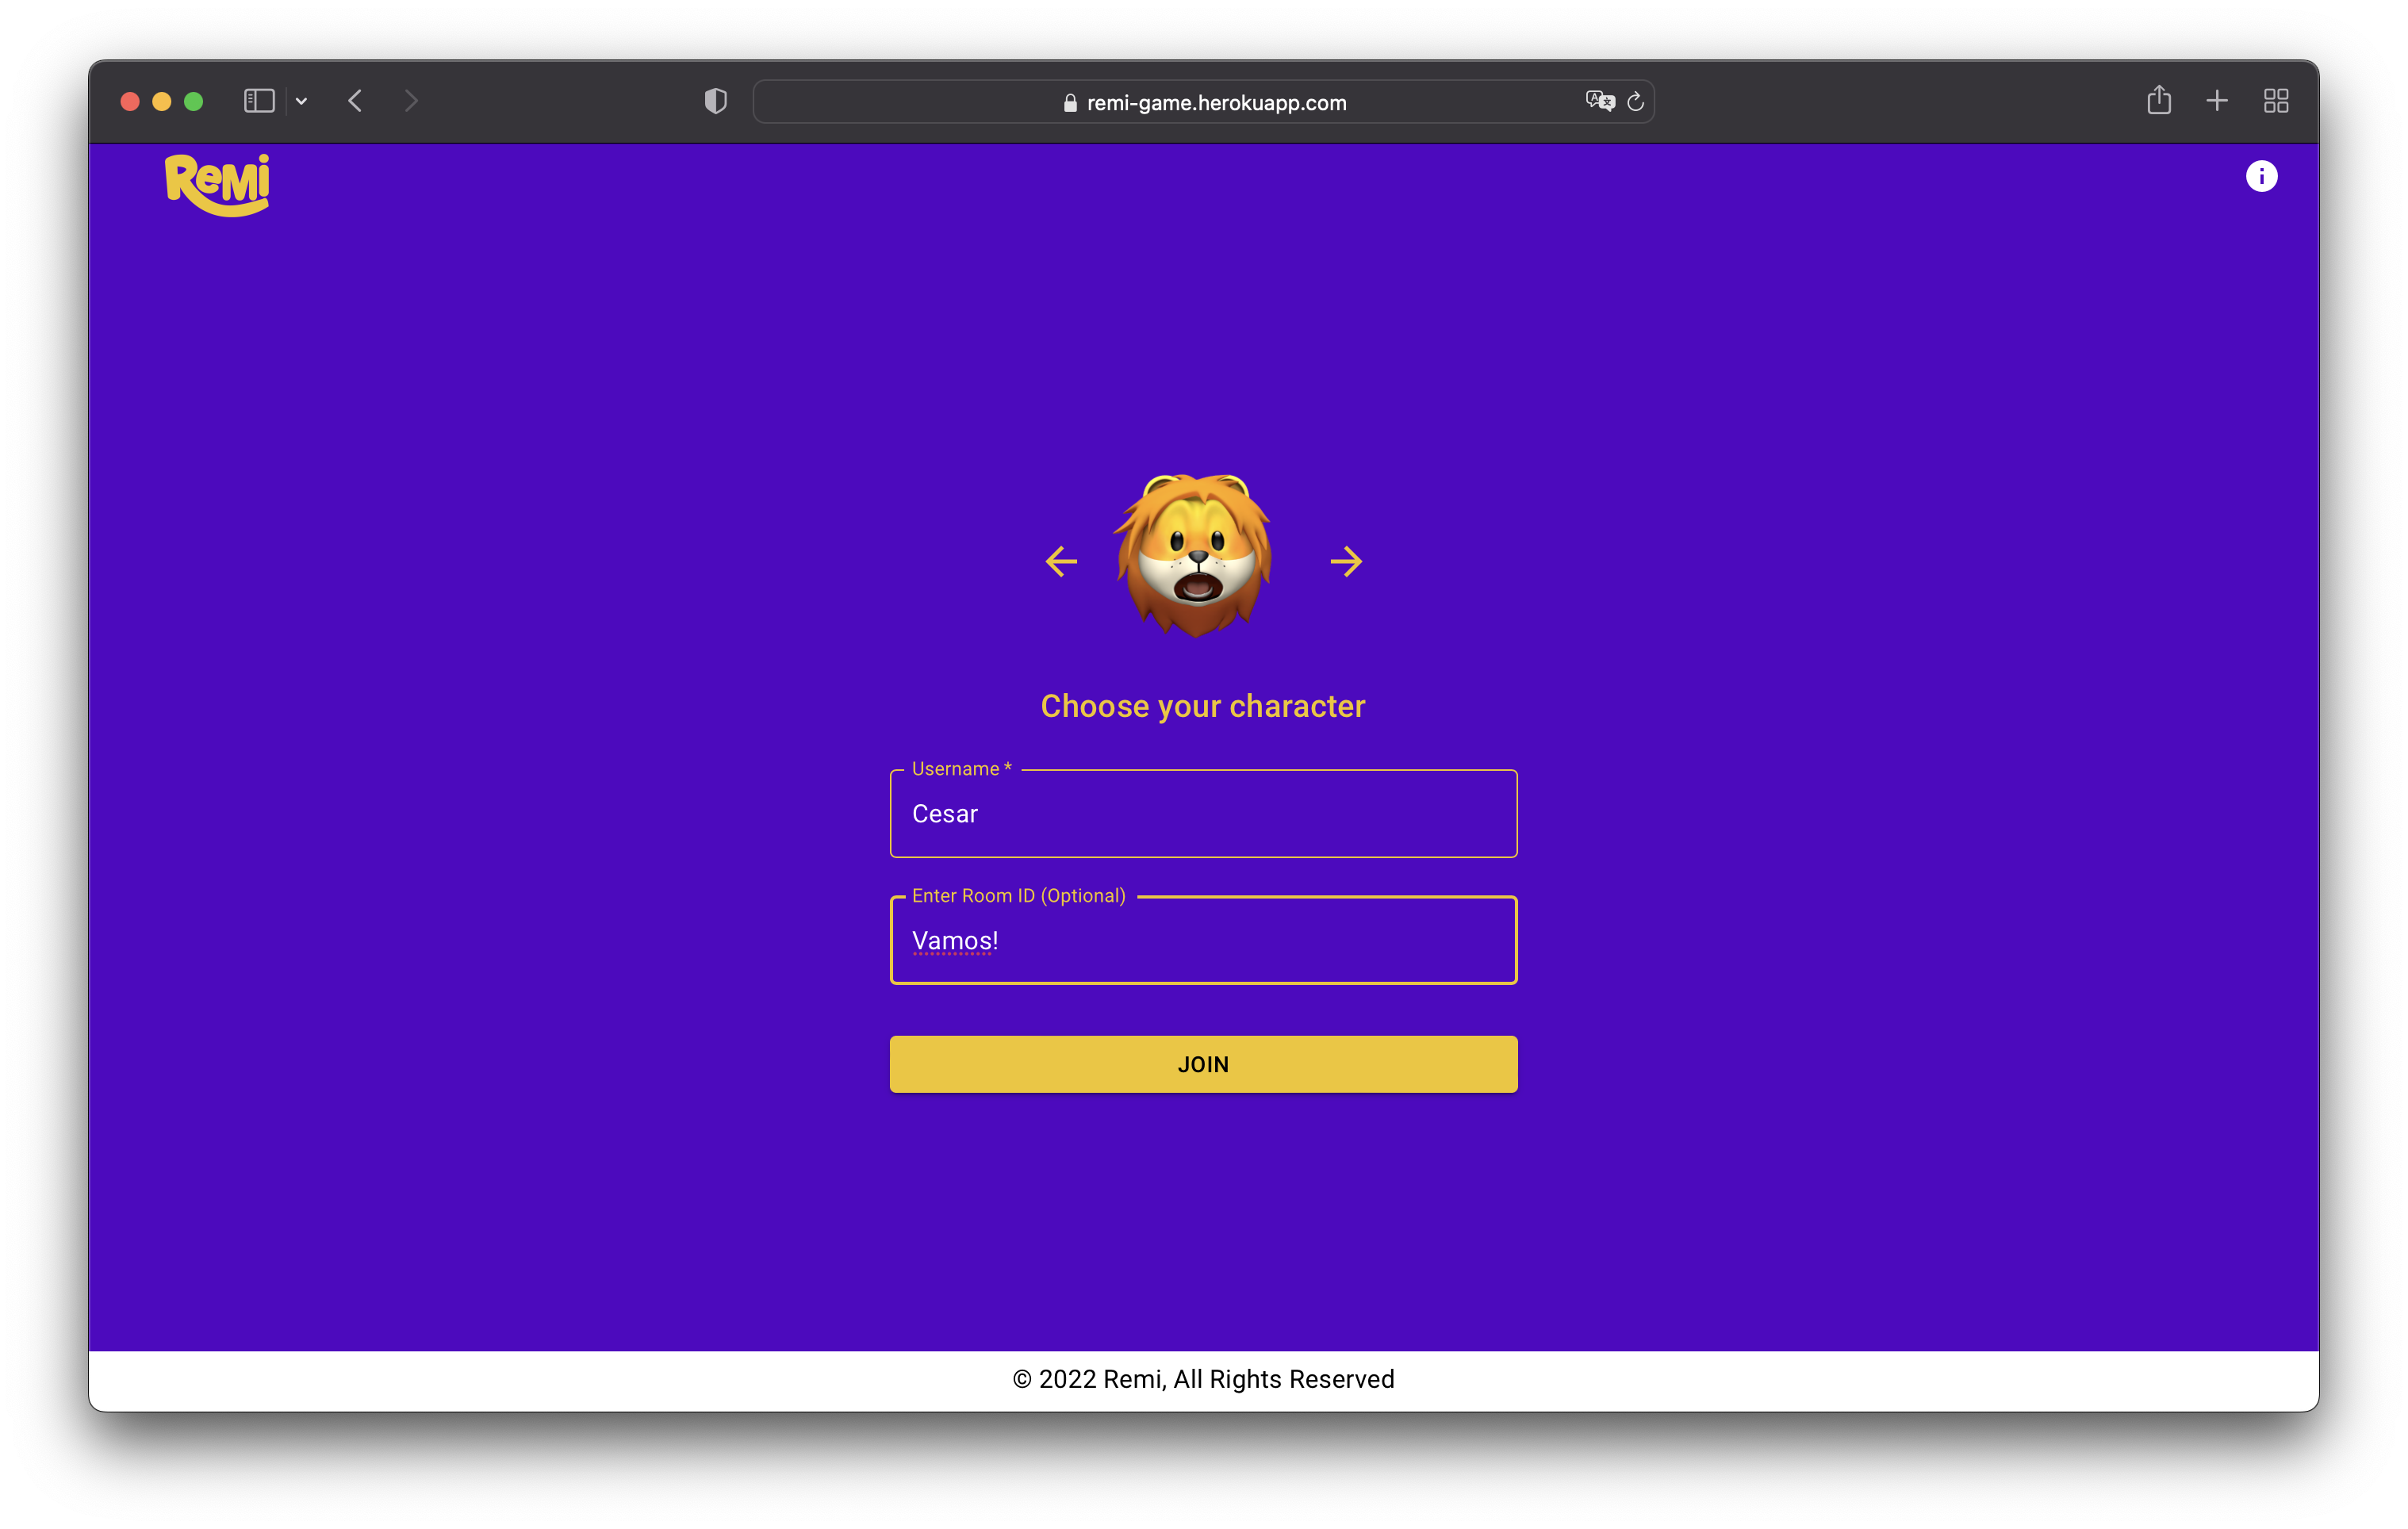 remi-game.herokuapp.com
ReMi
Choose your character
Username *
Cesar
Enter Room ID (Optional)
Vamos!
JOIN
© 2022 Remi, All Rights Reserved